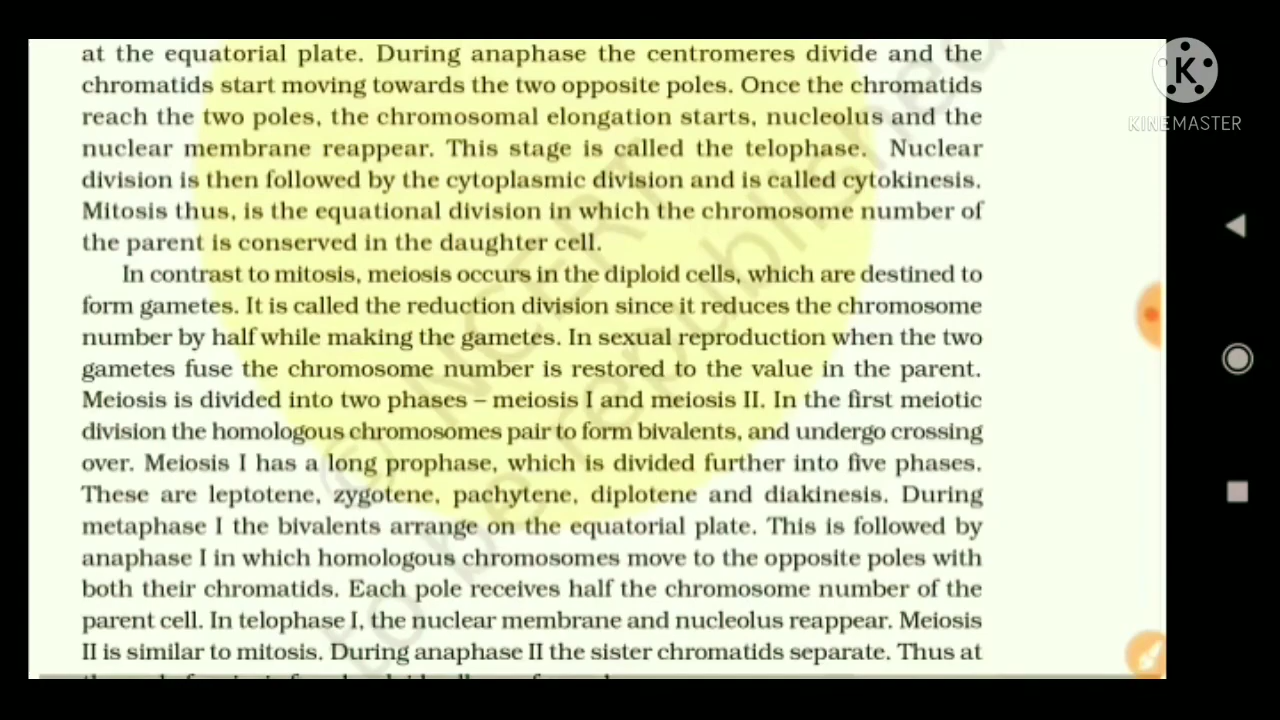 at the equatorial plate. During anaphase the centromeres divide and the
chromatids start moving towards the two opposite poles. Once the chromatids
reach the two poles, the chromosomal elongation starts, nucleolus and the
nuclear membrane reappear. This stage is called the telophase. Nuclear
division is then followed by the cytoplasmic division and is called cytokinesis.
Mitosis thus, is the equational division in which the chromosome number of
the parent is conserved in the daughter cell.
In contrast to mitosis, meiosis occurs in the diploid cells, which are destined to
form gametes. It is called the reduction division since it reduces the chromosome
number by half while making the gametes. In sexual reproduction when the two
gametes fuse the chromosome number is restored to the value in the parent.
Meiosis is divided into two phases – meiosis I and meiosis II. In the first meiotic
division the homologous chromosomes pair to form bivalents, and undergo crossing
over. Meiosis I has a long prophase, which is divided further into five phases.
These are leptotene, zygotene, pachytene, diplotene and diakinesis. During
metaphase I the bivalents arrange on the equatorial plate. This is followed by
anaphase I in which homologous chromosomes move to the opposite poles with
both their chromatids. Each pole receives half the chromosome number of the
parent cell. In telophase I, the nuclear membrane and nucleolus reappear. Meiosis
II is similar to mitosis. During anaphase II the sister chromatids separate. Thus at
© NCERT
to be republished
K
KINEMASTER